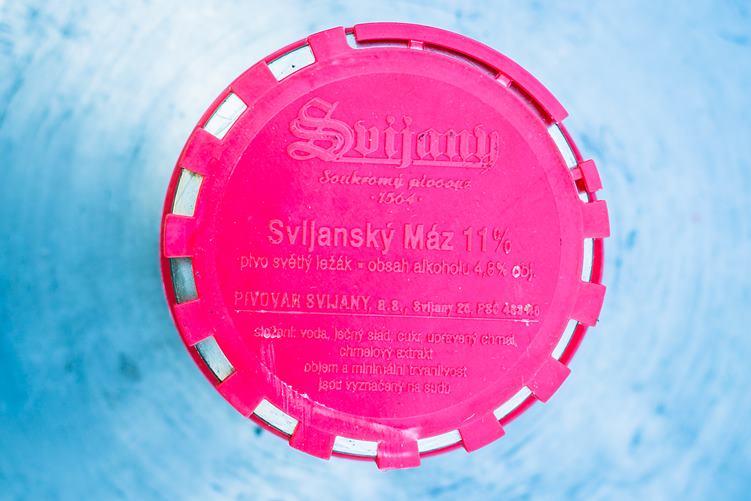 Svijany
Soukromý pivovar
·1564·
Svijanský Máz 11%
pivo světlý ležák - obsah alkoholu 4,8% obj.
PIVOVAR SVIJANY, a.s., Svijany 25, PSČ
složení: voda, ječný slad, cukr, upravený chmel,
chmelový extrakt
objem a minimální trvanlivost
jsou vyznačeny na sudu